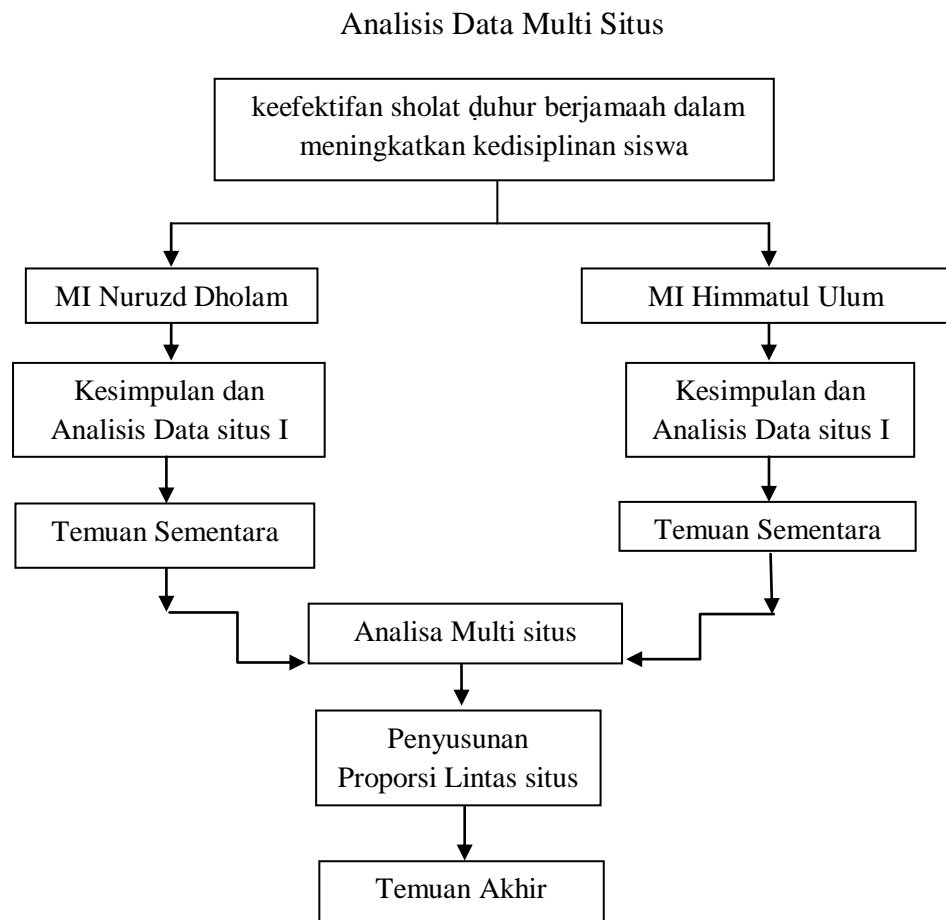 Analisis Data Multi Situs
keefektifan sholat ḍuhur berjamaah dalam
meningkatkan kedisiplinan siswa
MI Nuruzd Dholam
MI Himmatul Ulum
Kesimpulan dan
Analisis Data situs I
Kesimpulan dan
Analisis Data situs I
Temuan Sementara
Temuan Sementara
Analisa Multi situs
Penyusunan
Proporsi Lintas situs
Temuan Akhir